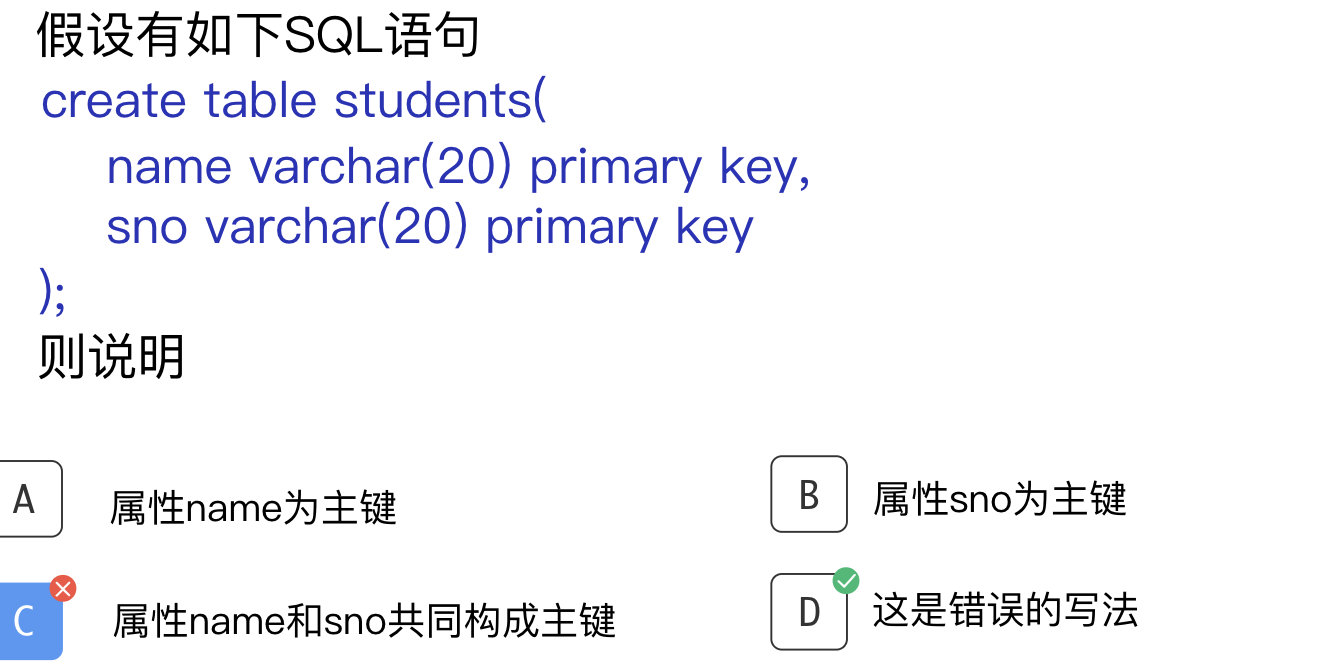 假设有如下SQL语句
create table students(
name varchar(20) primary key,
sno varchar(20) primary key
);
则说明
A 属性name为主键
B 属性sno为主键
C 属性name和sno共同构成主键
D 这是错误的写法